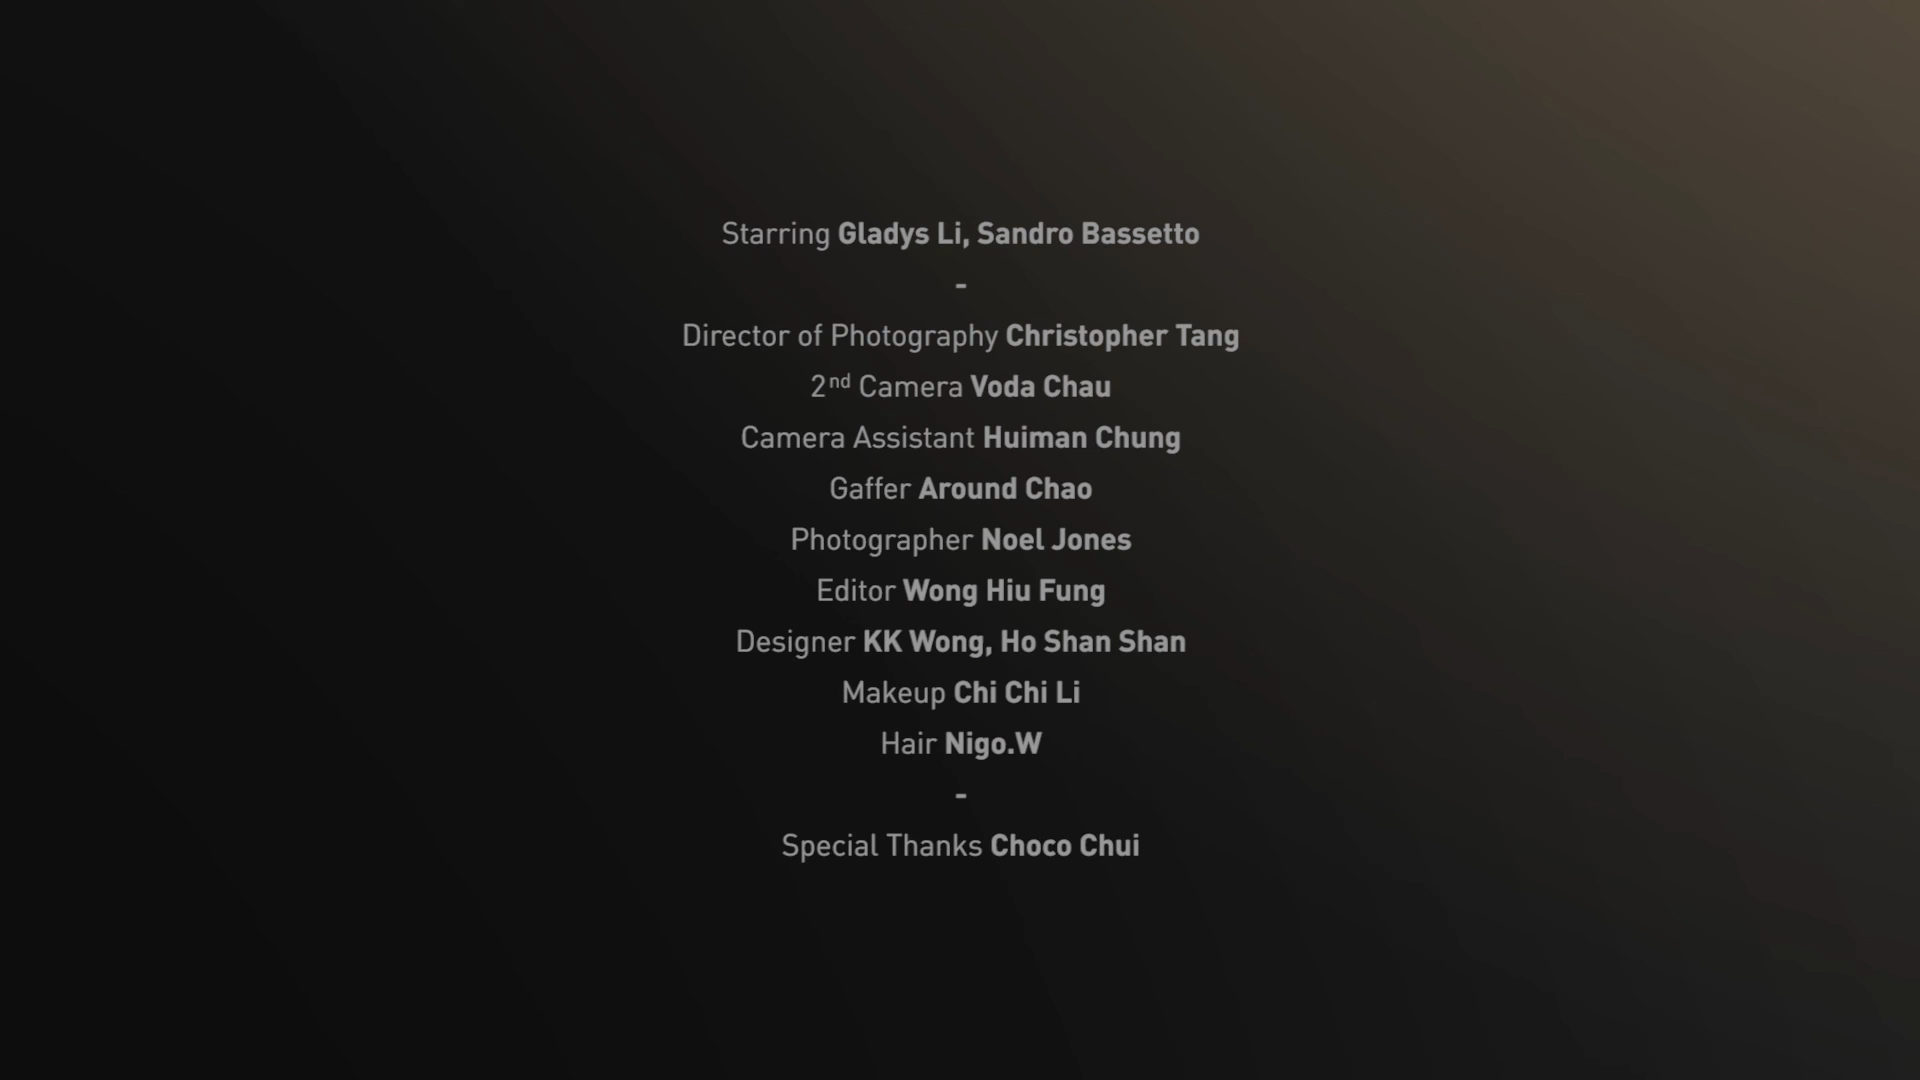 Starring Gladys Li, Sandro Bassetto
-
Director of Photography Christopher Tang
2nd Camera Voda Chau
Camera Assistant Huiman Chung
Gaffer Around Chao
Photographer Noel Jones
Editor Wong Hiu Fung
Designer KK Wong, Ho Shan Shan
Makeup Chi Chi Li
Hair Nigo.W
-
Special Thanks Choco Chui